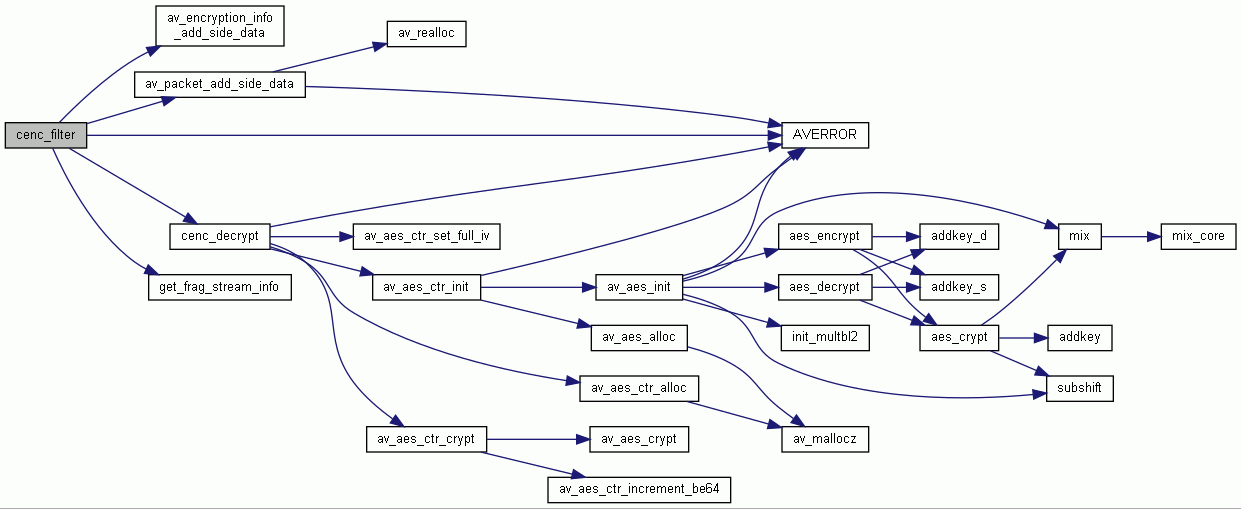 av_encryption_info
_add_side_data
av_realloc
av_packet_add_side_data
cenc_filter
AVERROR
cenc_decrypt
av_aes_ctr_set_full_iv
aes_encrypt
addkey_d
mix
mix_core
get_frag_stream_info
av_aes_ctr_init
av_aes_init
aes_decrypt
addkey_s
av_aes_alloc
init_multbl2
aes_crypt
addkey
av_aes_ctr_alloc
subshift
av_aes_ctr_crypt
av_aes_crypt
av_mallocz
av_aes_ctr_increment_be64